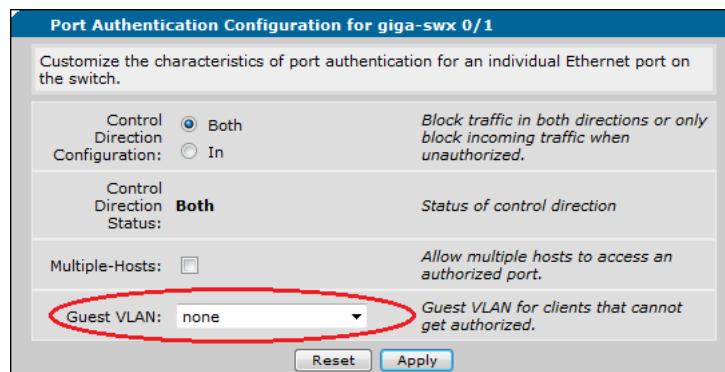 Port Authentication Configuration for giga-swx 0/1
Customize the characteristics of port authentication for an individual Ethernet port on
the switch.
Control
Direction
Configuration:
Both
In
Block traffic in both directions or only
block incoming traffic when
unauthorized.
Control
Direction
Status:
Both
Status of control direction
Multiple-Hosts:
Allow multiple hosts to access an
authorized port.
Guest VLAN:
none
Guest VLAN for clients that cannot
get authorized.
Reset
Apply